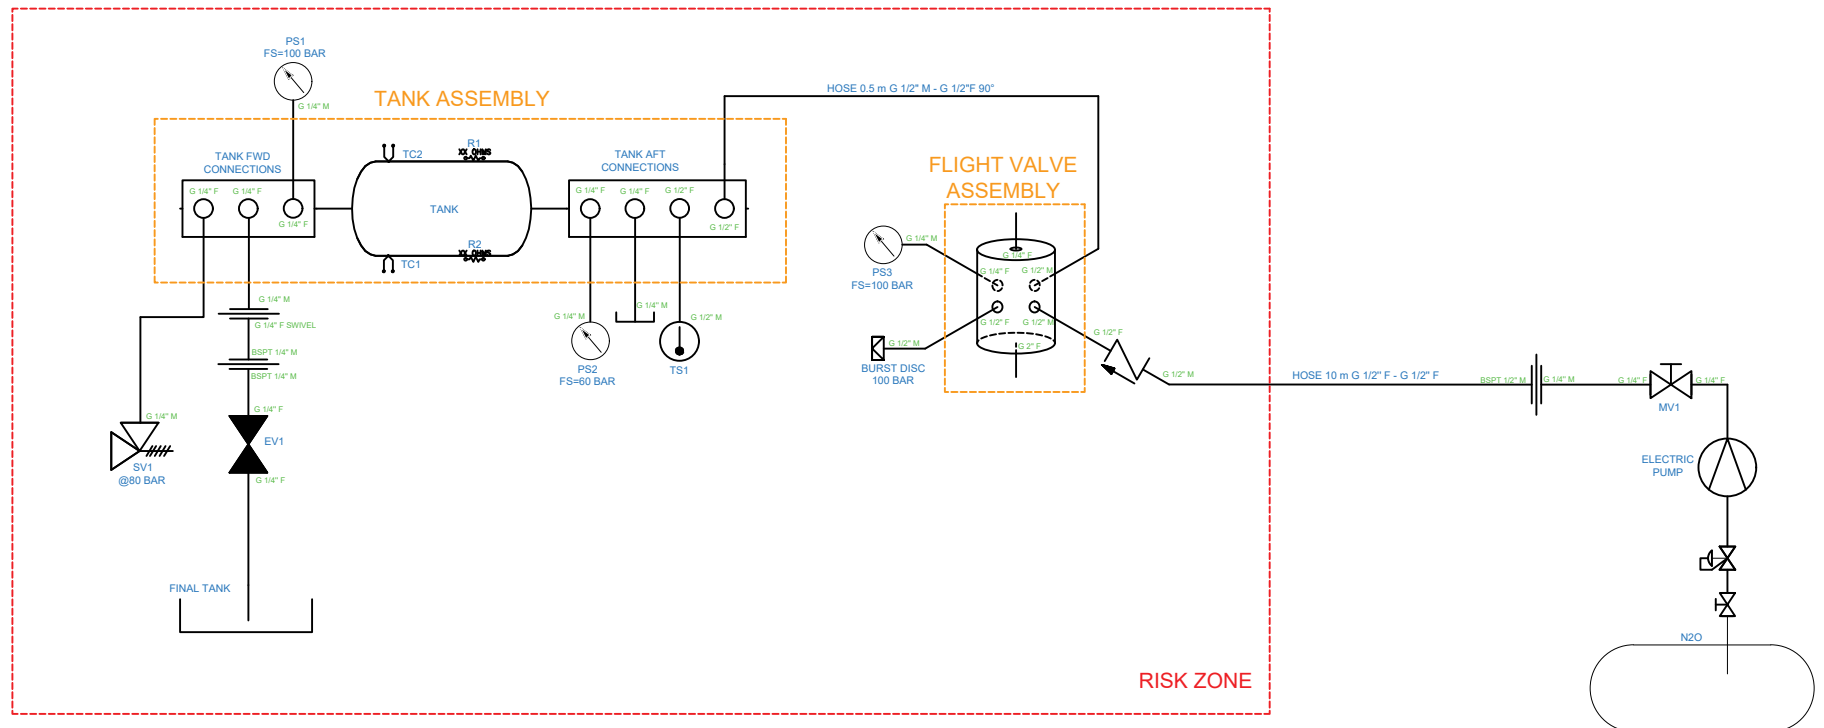 PS1
FS=100 BAR
G 1/4" M
TANK ASSEMBLY
HOSE 0.5 m G 1/2" M - G 1/2"F 90°
TANK FWD
CONNECTIONS
G 1/4" F
G 1/4" F
G 1/4" F
TC2
R1
XX OHMS
TANK
R2
XX OHMS
TC1
TANK AFT
CONNECTIONS
G 1/4" F
G 1/4" F
G 1/2" F
G 1/2" F
FLIGHT VALVE
ASSEMBLY
G 1/4" M
PS3
FS=100 BAR
G 1/4" F
G 1/4" F
G 1/2" M
G 1/2" F
G 1/2" M
G 2" F
G 1/2" M
BURST DISC
100 BAR
G 1/2" F
G 1/2" M
G 1/4" M
G 1/4" F SWIVEL
BSPT 1/4" M
BSPT 1/4" M
G 1/4" F
EV1
G 1/4" F
G 1/4" M
SV1
@80 BAR
G 1/4" M
PS2
FS=60 BAR
G 1/4" M
G 1/2" M
TS1
HOSE 10 m G 1/2" F - G 1/2" F
BSPT 1/2" M
G 1/4" M
G 1/4" F
G 1/4" F
MV1
ELECTRIC
PUMP
FINAL TANK
N2O
RISK ZONE